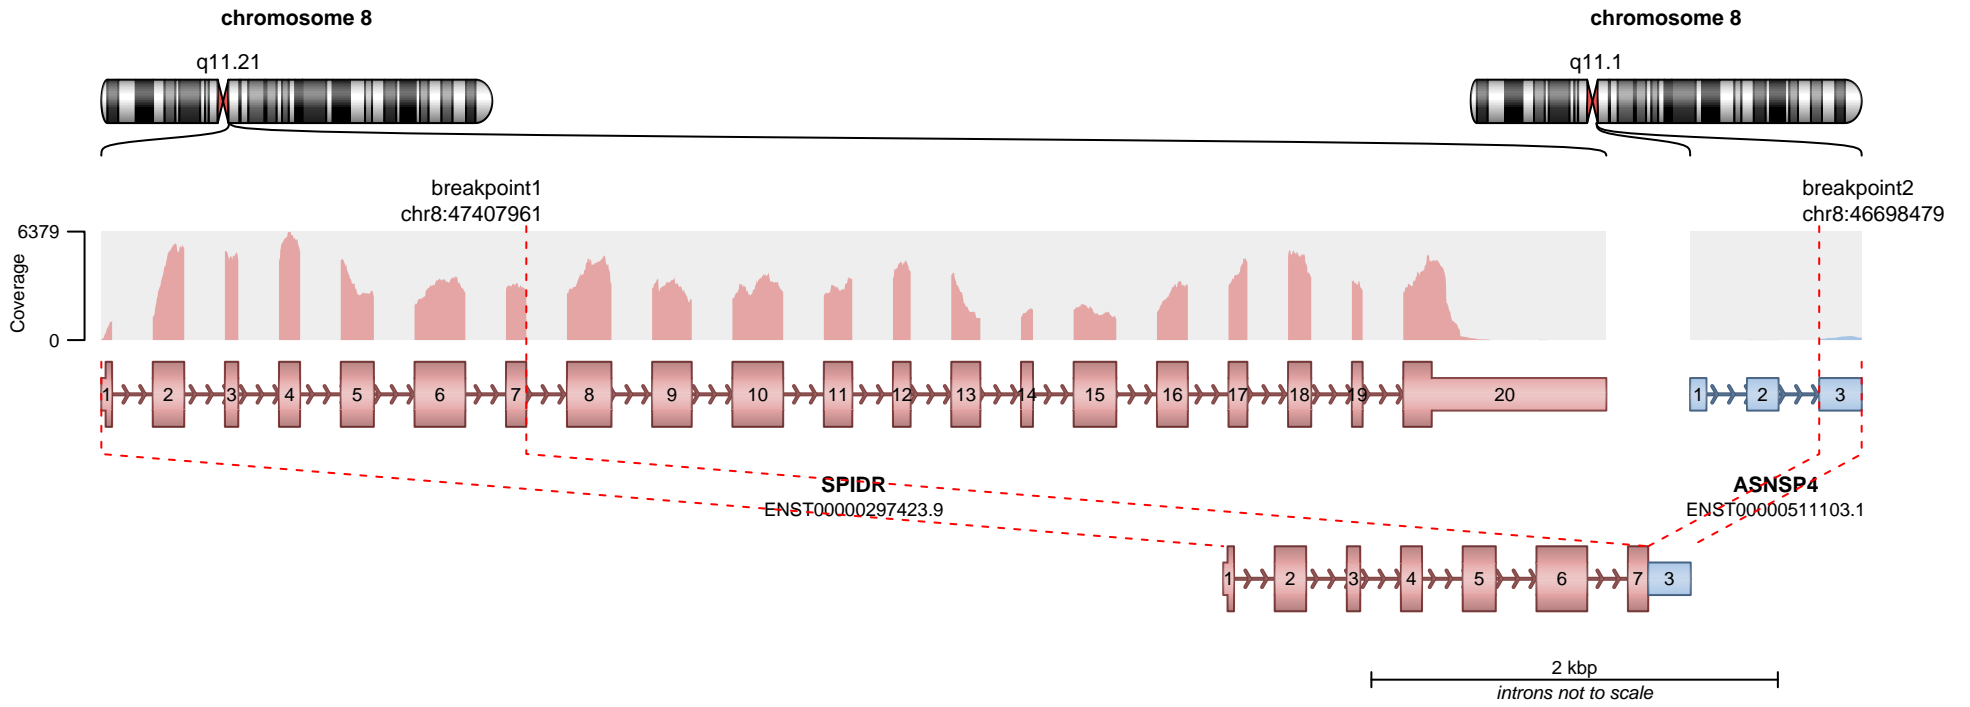 chromosome 8
chromosome 8
q11.21
q11.1
breakpoint1
chr8:47407961
breakpoint2
chr8:46698479
6379
0
Coverage
1 2 3 4 5 6 7 8 9 10 11 12 13 14 15 16 17 18 19 20
1 2 3
SPIDR
ENST00000297423.9
ASNSP4
ENST00000511103.1
1 2 3 4 5 6 7 3
2 kbp
introns not to scale